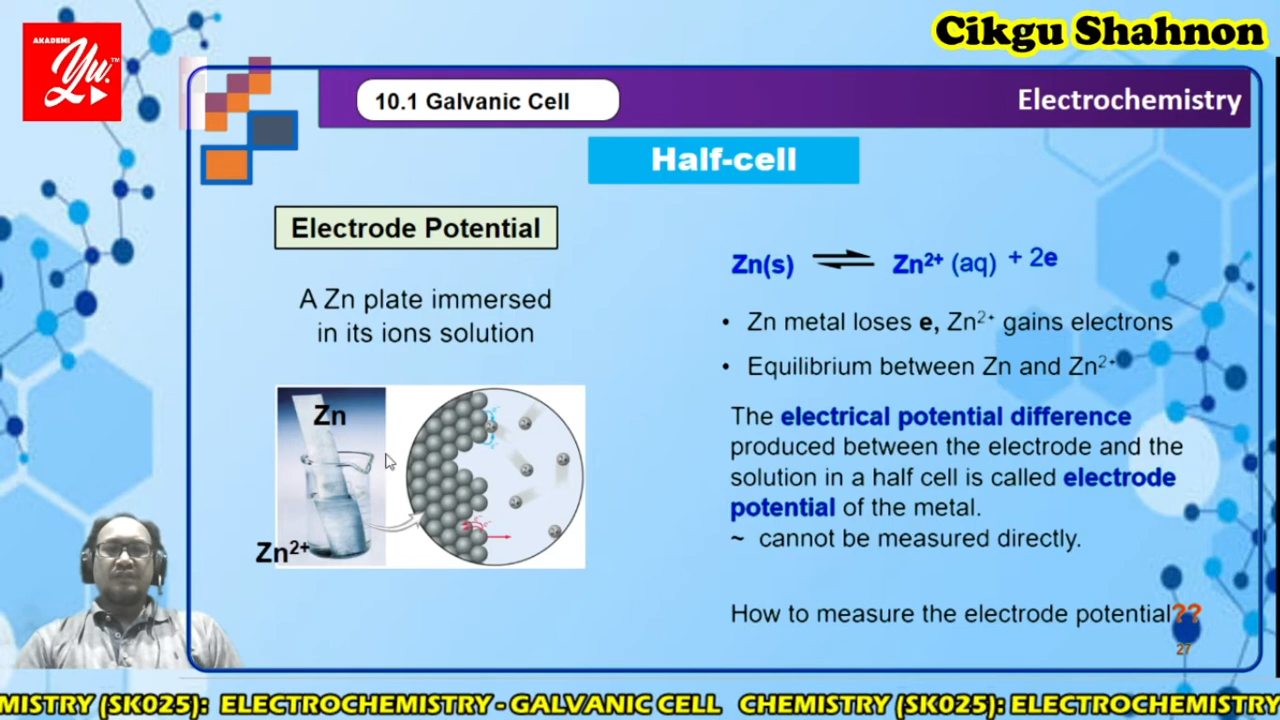 Cikgu Shahnon
AKADEMI
Yu.
TM
10.1 Galvanic Cell
Electrochemistry
Half-cell
Electrode Potential
A Zn plate immersed
in its ions solution
Zn
Zn²⁺
Zn(s) ⇌ Zn²⁺ (aq) + 2e
• Zn metal loses e, Zn²⁺ gains electrons
• Equilibrium between Zn and Zn²⁺
The electrical potential difference
produced between the electrode and the
solution in a half cell is called electrode
potential of the metal.
~ cannot be measured directly.
How to measure the electrode potential??
27
MISTRY (SK025): ELECTROCHEMISTRY - GALVANIC CELL CHEMISTRY (SK025): ELECTROCHEMISTRY